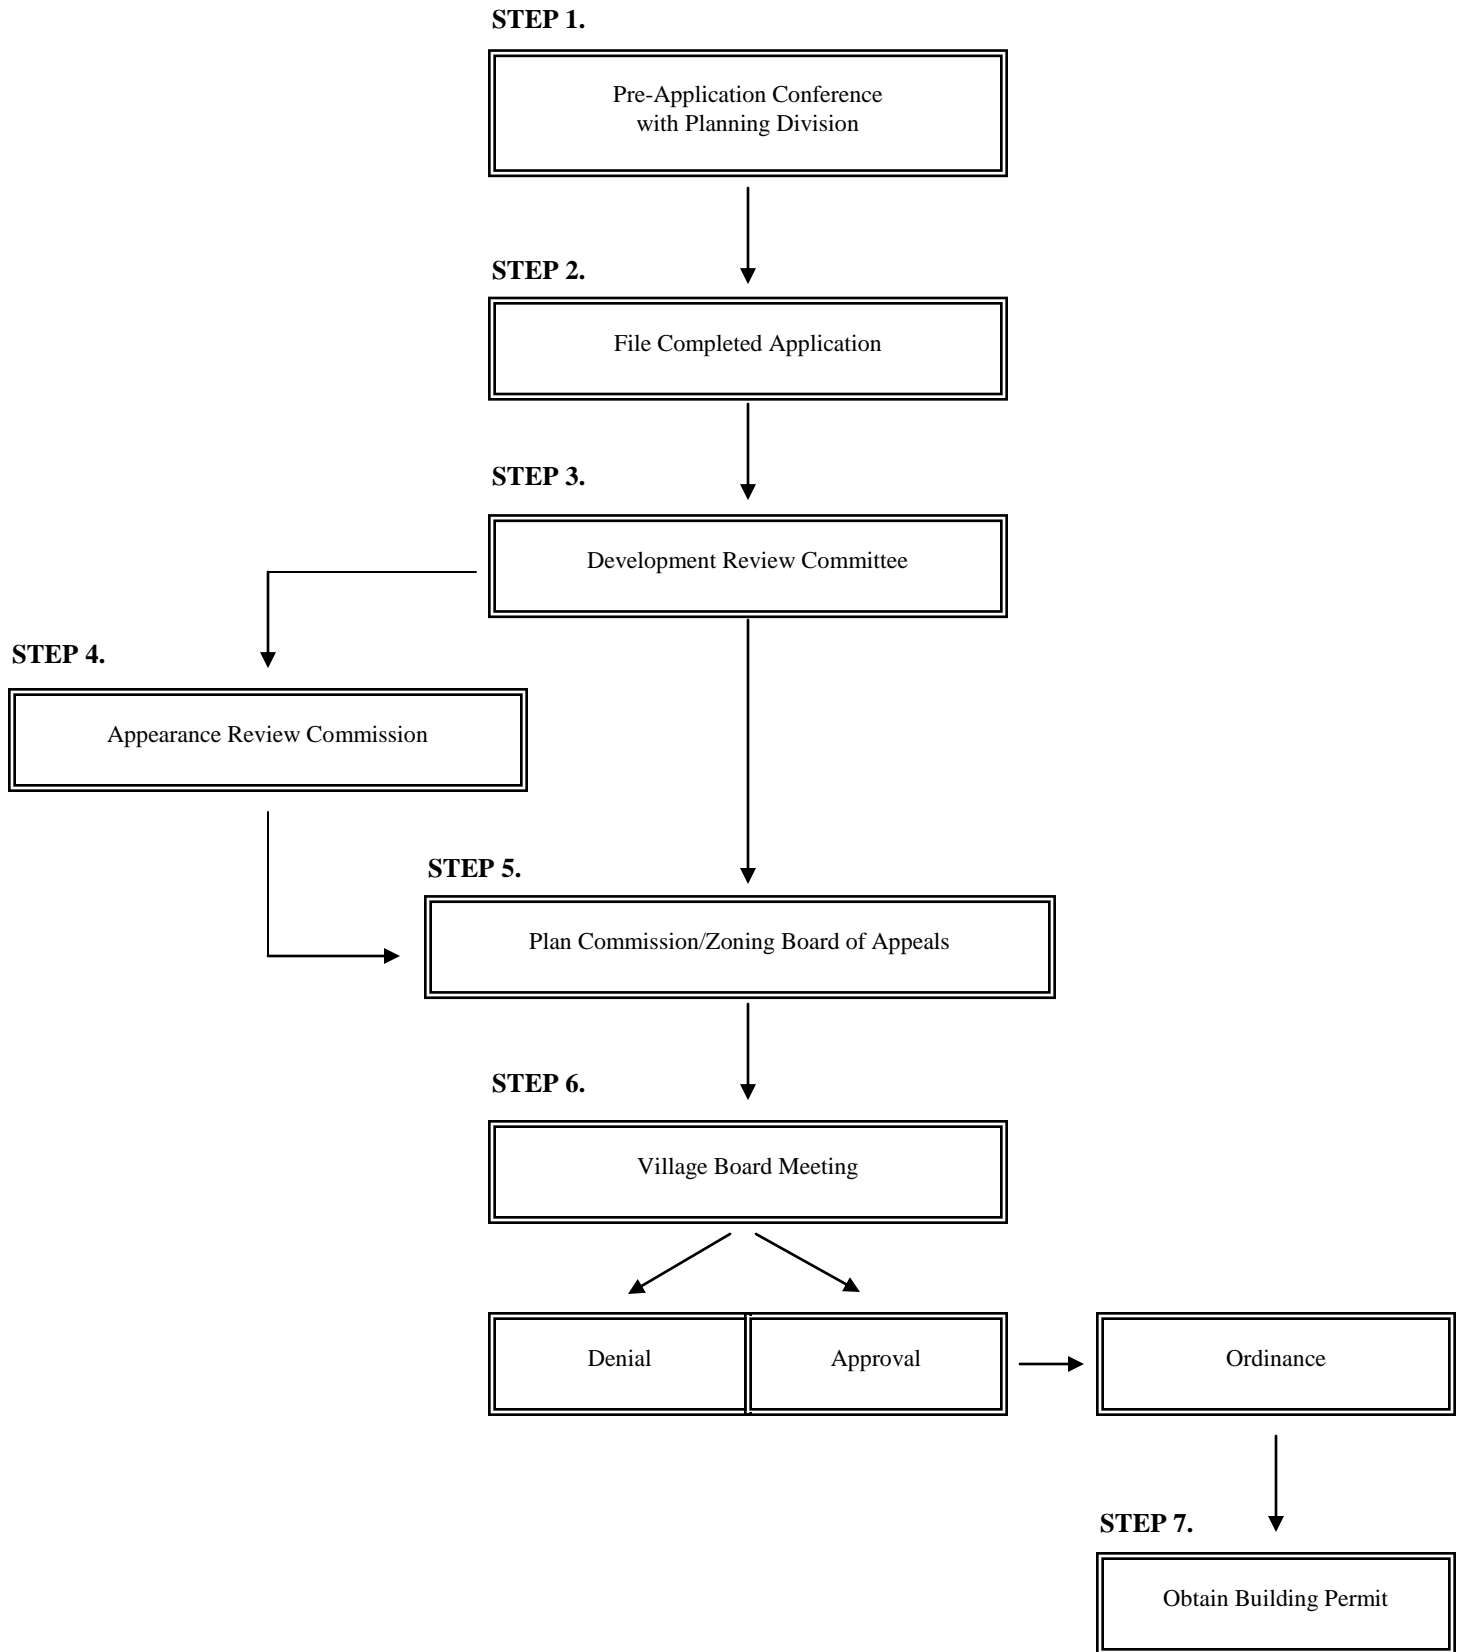 STEP 1.
Pre-Application Conference
with Planning Division
STEP 2.
File Completed Application
STEP 3.
Development Review Committee
STEP 4.
Appearance Review Commission
STEP 5.
Plan Commission/Zoning Board of Appeals
STEP 6.
Village Board Meeting
Denial
Approval
Ordinance
STEP 7.
Obtain Building Permit